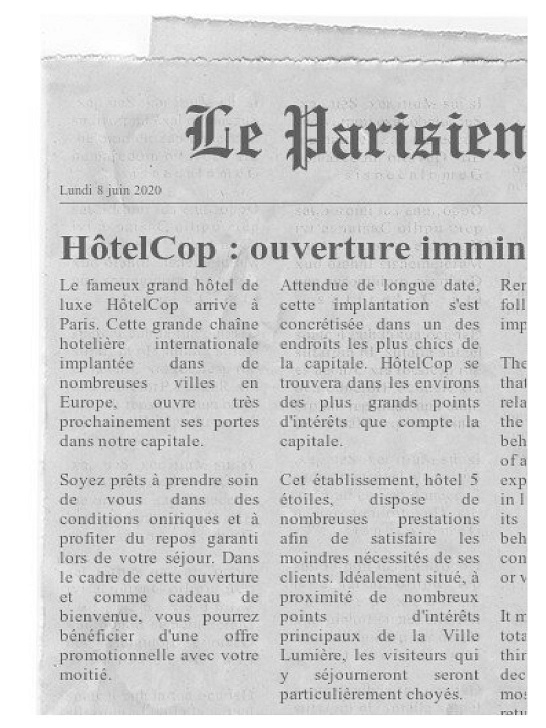 Le Parisien
Lundi 8 juin 2020
HôtelCop : ouverture immin
Le fameux grand hôtel de
luxe HôtelCop arrive à
Paris. Cette grande chaîne
hotelière internationale
implantée dans de
nombreuses villes en
Europe, ouvre très
prochainement ses portes
dans notre capitale.
Soyez prêts à prendre soin
de vous dans des
conditions oniriques et à
profiter du repos garanti
lors de votre séjour. Dans
le cadre de cette ouverture
et comme cadeau de
bienvenue, vous pourrez
bénéficier d'une offre
promotionnelle avec votre
moitié.
Attendue de longue date,
cette implantation s'est
concrétisée dans un des
endroits les plus chics de
la capitale. HôtelCop se
trouvera dans les environs
des plus grands points
d'intérêts que compte la
capitale.
Cet établissement, hôtel 5
étoiles, dispose de
nombreuses prestations
afin de satisfaire les
moindres nécessités de ses
clients. Idéalement situé, à
proximité de nombreux
points d'intérêts
principaux de la Ville
Lumière, les visiteurs qui
y séjourneront seront
particulièrement choyés.
Rer
foll
imp
The
that
rela
the
beh
of a
exp
in l
its
beh
con
or v
It m
tota
thir
dec
mos